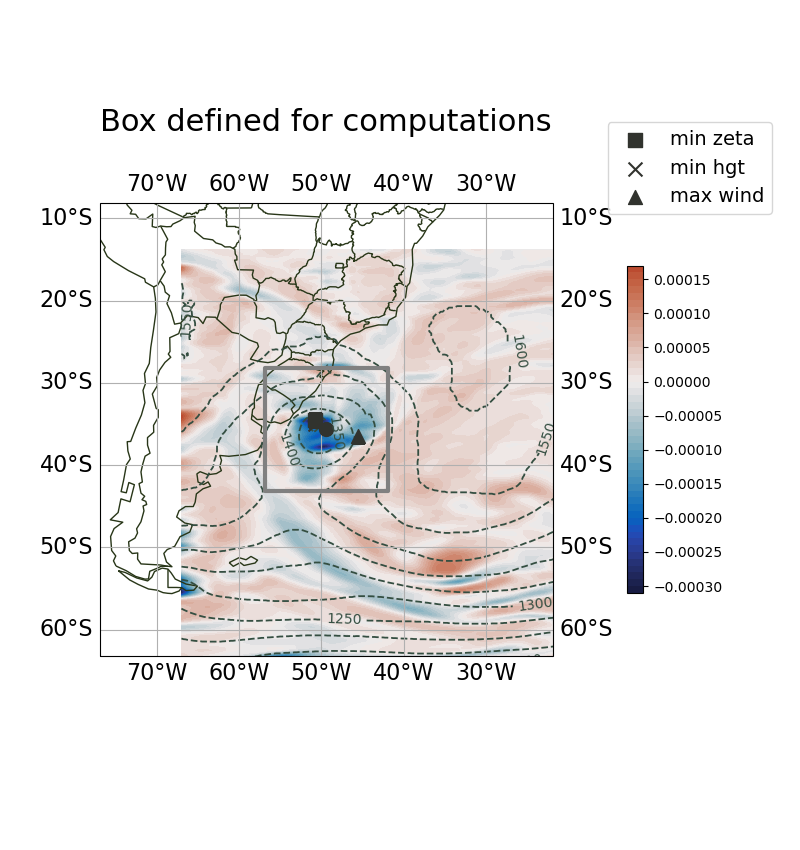 Box defined for computations
min zeta
min hgt
max wind
70°W 60°W 50°W 40°W 30°W
10°S 10°S
20°S 20°S
30°S 30°S
40°S 40°S
50°S 50°S
60°S 60°S
70°W 60°W 50°W 40°W 30°W
1550
1600
1350
1400
1550
1300
1250
0.00015
0.00010
0.00005
0.00000
−0.00005
−0.00010
−0.00015
−0.00020
−0.00025
−0.00030